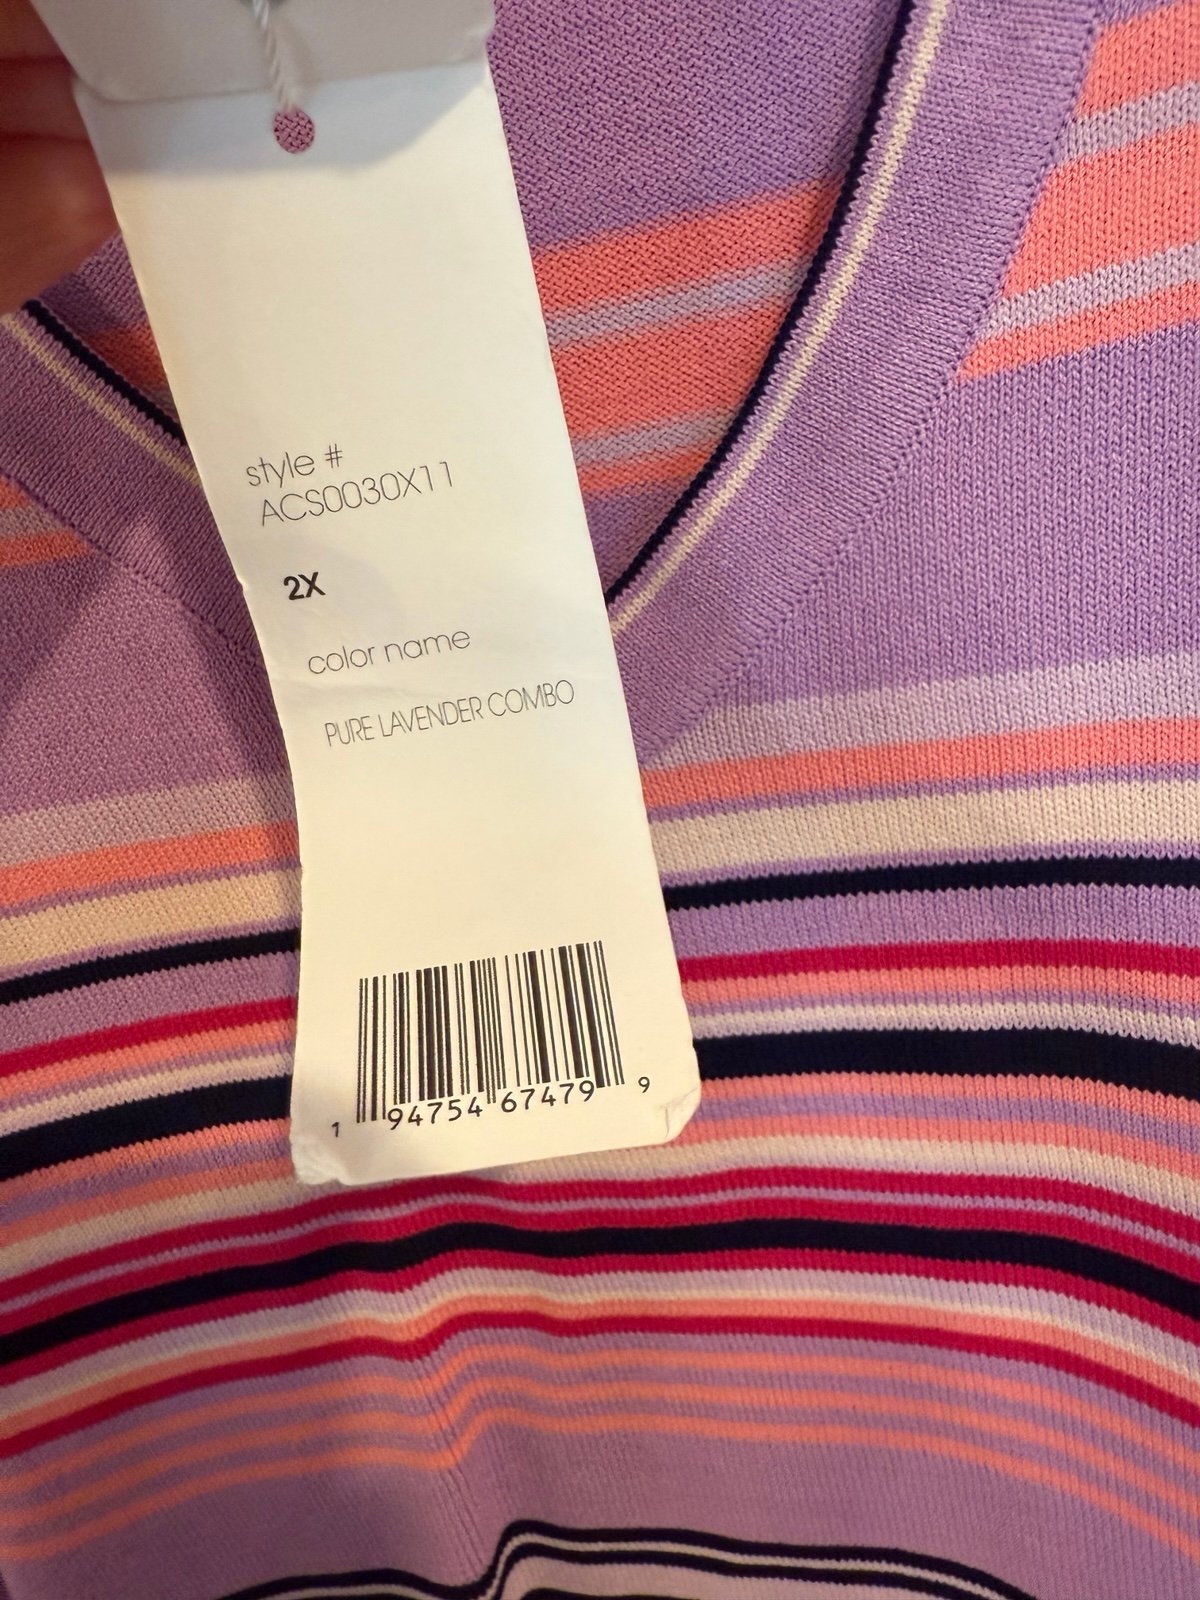 style #
ACS0030X11
2X
color name
PURE LAVENDER COMBO
1 94754 67479 9